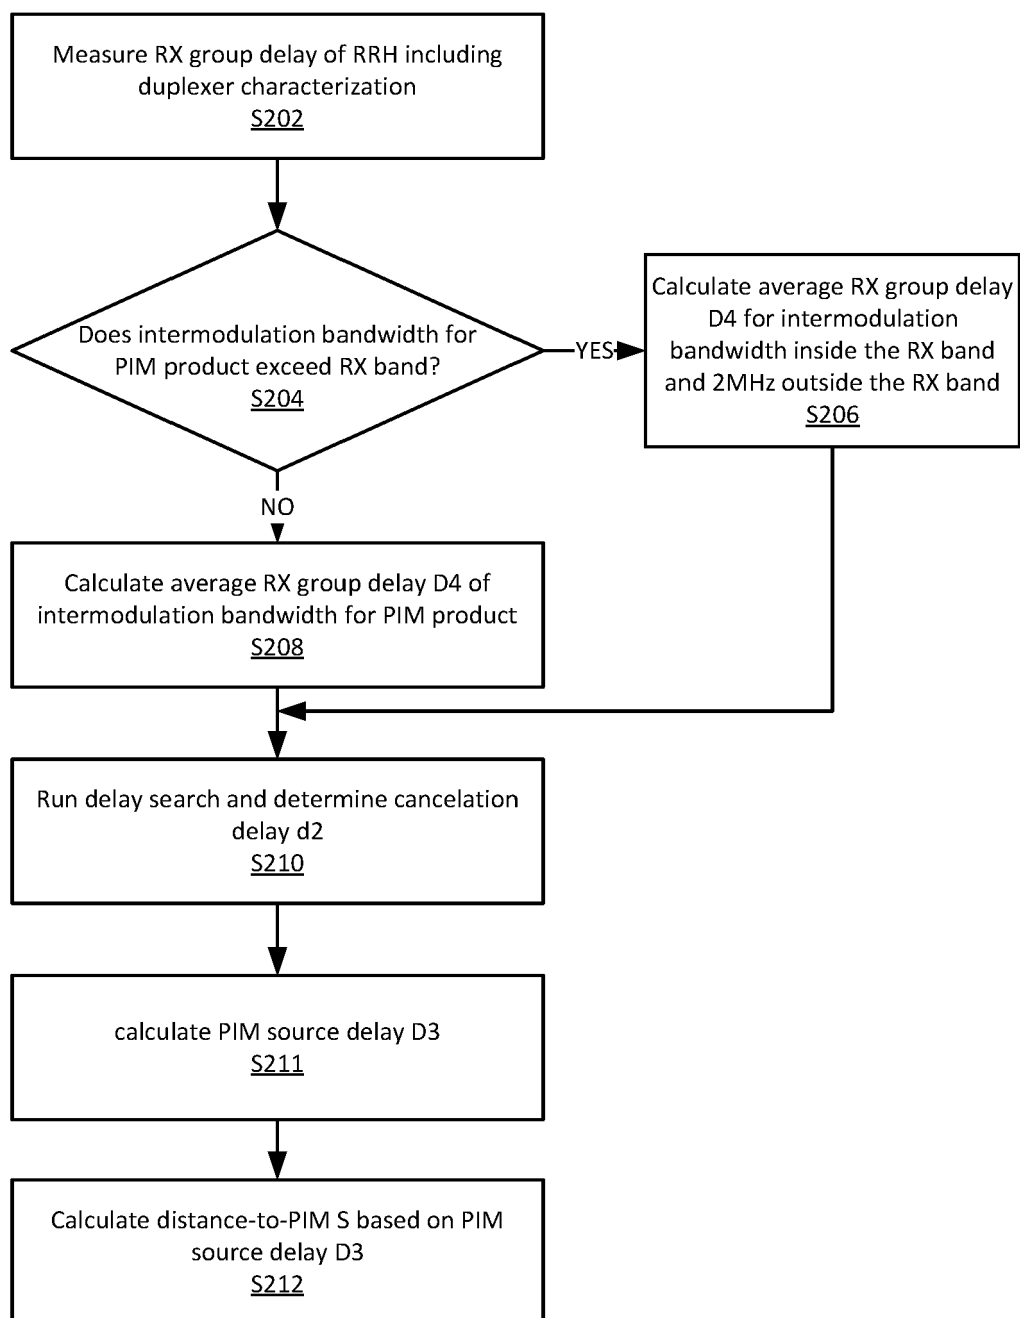 Measure RX group delay of RRH including
duplexer characterization
S202
Does intermodulation bandwidth for
PIM product exceed RX band?
S204
YES
Calculate average RX group delay
D4 for intermodulation
bandwidth inside the RX band
and 2MHz outside the RX band
S206
NO
Calculate average RX group delay D4 of
intermodulation bandwidth for PIM product
S208
Run delay search and determine cancelation
delay d2
S210
calculate PIM source delay D3
S211
Calculate distance-to-PIM S based on PIM
source delay D3
S212